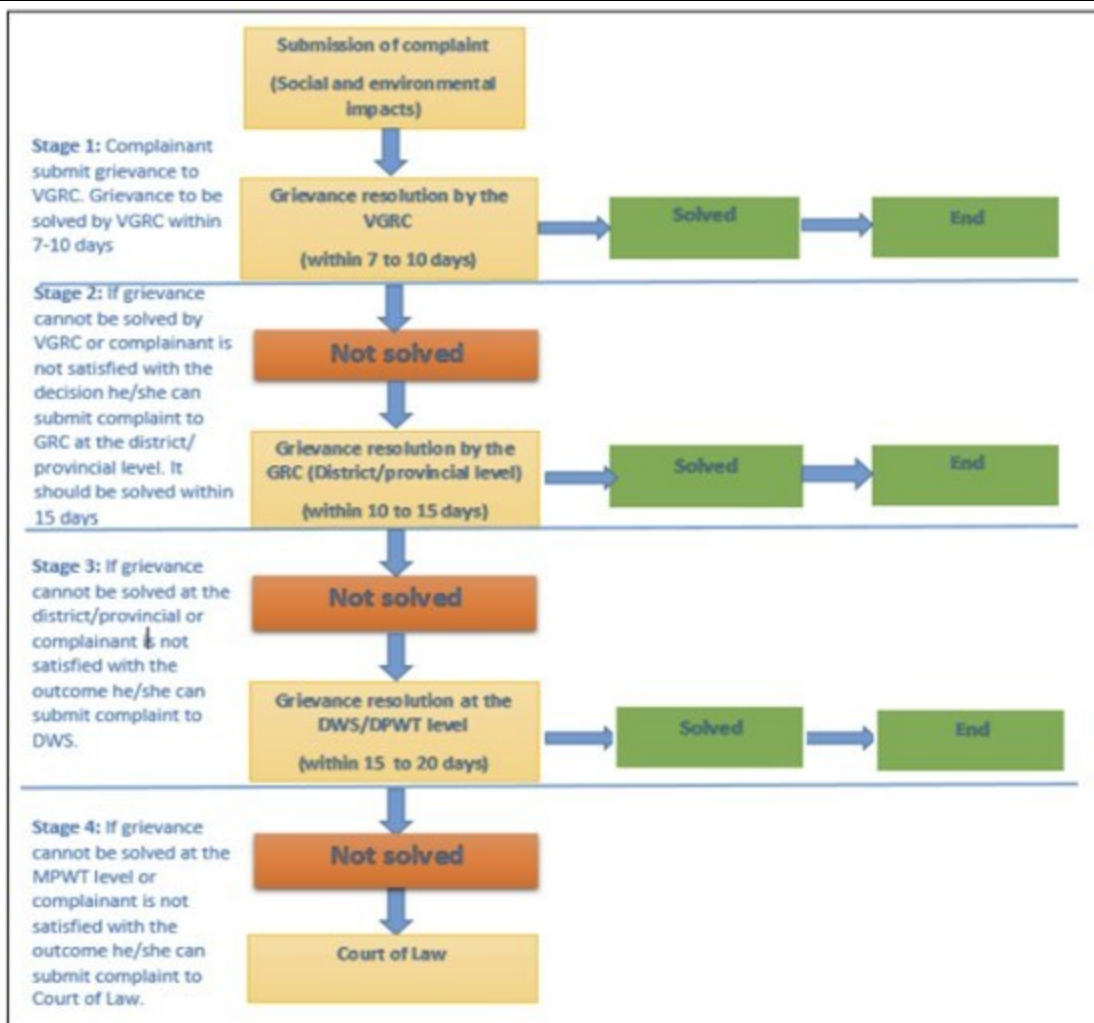 Submission of complaint
(Social and environmental
impacts)
Stage 1: Complainant
submit grievance to
VGRC. Grievance to be
solved by VGRC within
7-10 days
Grievance resolution by the
VGRC
(within 7 to 10 days)
Solved
End
Stage 2: If grievance
cannot be solved by
VGRC or complainant is
not satisfied with the
decision he/she can
submit complaint to
GRC at the district/
provincial level. It
should be solved within
15 days
Not solved
Grievance resolution by the
GRC (District/provincial level)
(within 10 to 15 days)
Solved
End
Stage 3: If grievance
cannot be solved at the
district/provincial or
complainant is not
satisfied with the
outcome he/she can
submit complaint to
DWS.
Not solved
Grievance resolution at the
DWS/DPWT level
(within 15 to 20 days)
Solved
End
Stage 4: If grievance
cannot be solved at the
MPWT level or
complainant is not
satisfied with the
outcome he/she can
submit complaint to
Court of Law.
Not solved
Court of Law